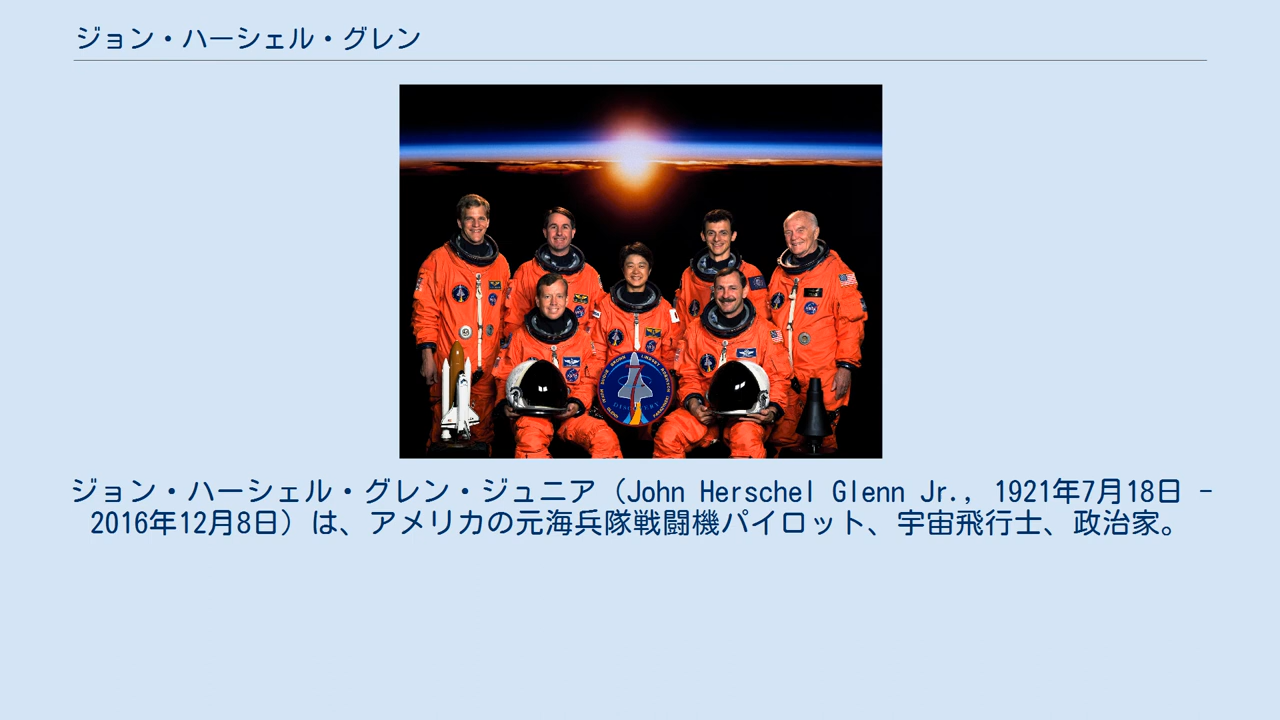 ジョン・ハーシェル・グレン
ジョン・ハーシェル・グレン・ジュニア（John Herschel Glenn Jr., 1921年7月18日 -
2016年12月8日）は、アメリカの元海兵隊戦闘機パイロット、宇宙飛行士、政治家。